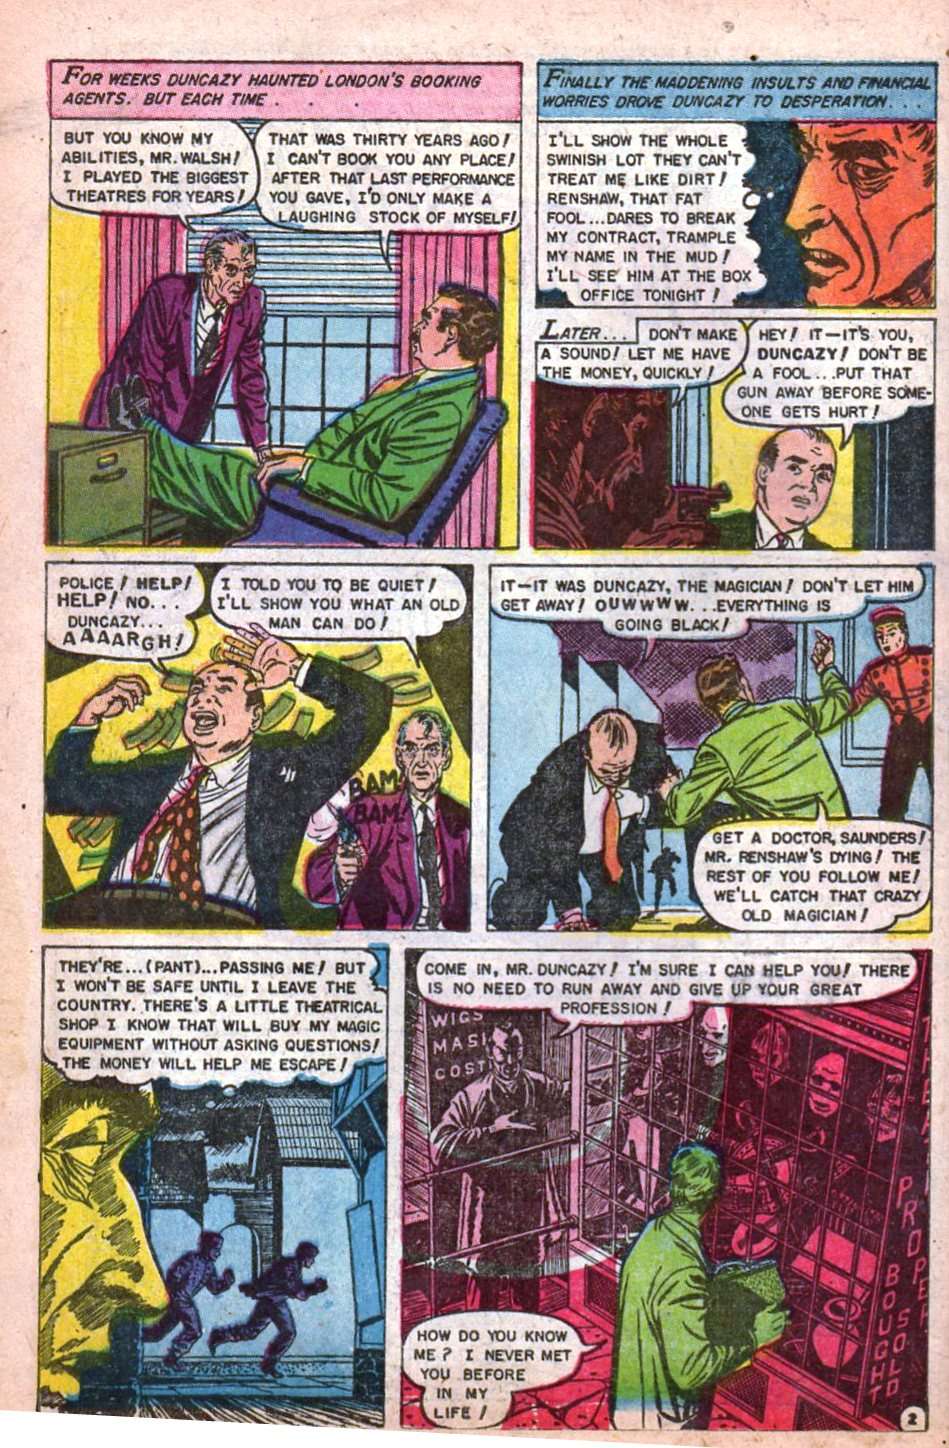 FOR WEEKS DUNCAZY HAUNTED LONDON'S BOOKING
AGENTS. BUT EACH TIME . . . .
BUT YOU KNOW MY
ABILITIES, MR. WALSH!
I PLAYED THE BIGGEST
THEATRES FOR YEARS!
THAT WAS THIRTY YEARS AGO!
I CAN'T BOOK YOU ANY PLACE!
AFTER THAT LAST PERFORMANCE
YOU GAVE, I'D ONLY MAKE A
LAUGHING STOCK OF MYSELF!
FINALLY THE MADDENING INSULTS AND FINANCIAL
WORRIES DROVE DUNCAZY TO DESPERATION...
I'LL SHOW THE WHOLE
SWINISH LOT THEY CAN'T
TREAT ME LIKE DIRT!
RENSHAW, THAT FAT
FOOL...DARES TO BREAK
MY CONTRACT, TRAMPLE
MY NAME IN THE MUD!
I'LL SEE HIM AT THE BOX
OFFICE TONIGHT!
LATER...
DON'T MAKE
A SOUND! LET ME HAVE
THE MONEY, QUICKLY!
HEY! IT—IT'S YOU,
DUNCAZY! DON'T BE
A FOOL...PUT THAT
GUN AWAY BEFORE SOME-
ONE GETS HURT!
POLICE! HELP!
HELP! NO...
DUNCAZY...
AAAARGH!
I TOLD YOU TO BE QUIET!
I'LL SHOW YOU WHAT AN OLD
MAN CAN DO!
BAM
BAM!
IT—IT WAS DUNCAZY, THE MAGICIAN! DON'T LET HIM
GET AWAY! OUWWWW...EVERYTHING IS
GOING BLACK!
GET A DOCTOR, SAUNDERS!
MR. RENSHAW'S DYING! THE
REST OF YOU FOLLOW ME!
WE'LL CATCH THAT CRAZY
OLD MAGICIAN!
THEY'RE...(PANT)...PASSING ME! BUT
I WON'T BE SAFE UNTIL I LEAVE THE
COUNTRY. THERE'S A LITTLE THEATRICAL
SHOP I KNOW THAT WILL BUY MY MAGIC
EQUIPMENT WITHOUT ASKING QUESTIONS!
THE MONEY WILL HELP ME ESCAPE!
COME IN, MR. DUNCAZY! I'M SURE I CAN HELP YOU! THERE
IS NO NEED TO RUN AWAY AND GIVE UP YOUR GREAT
PROFESSION!
WIGS
MAS
COST
PROPER
BOUGHT
SOLD
HOW DO YOU KNOW
ME? I NEVER MET
YOU BEFORE
IN MY
LIFE!
2